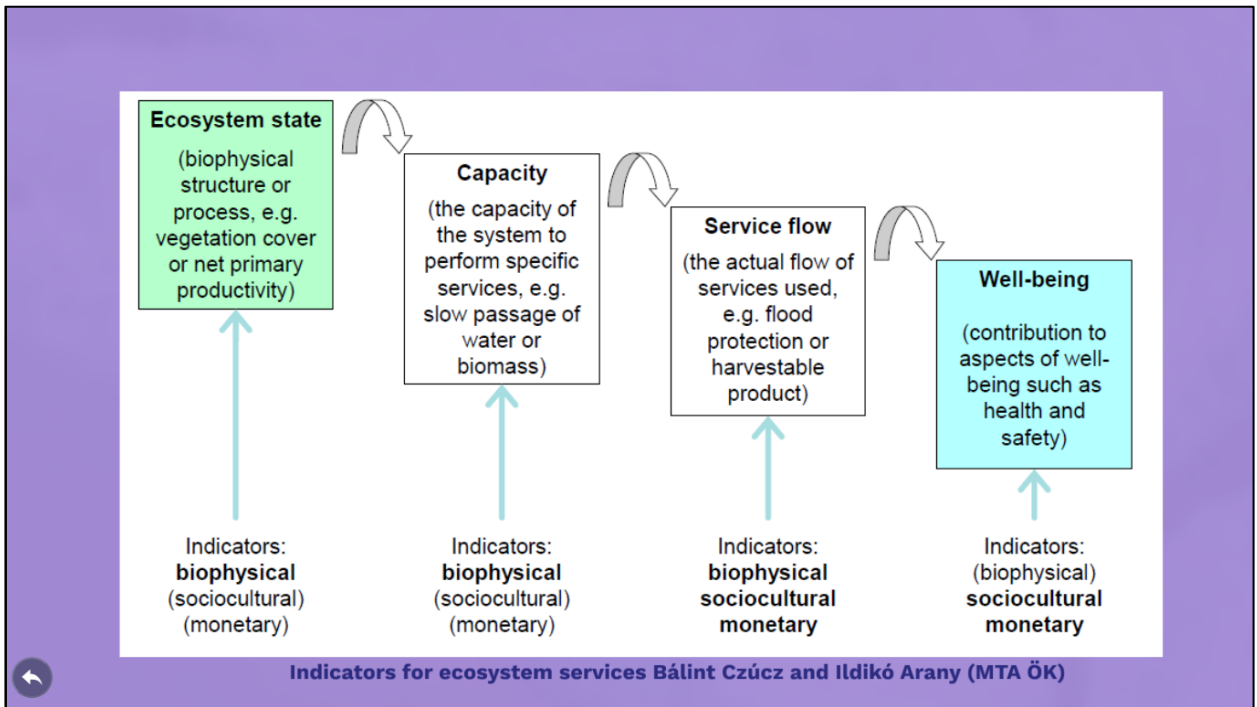 Ecosystem state
(biophysical
structure or
process, e.g.
vegetation cover
or net primary
productivity)
Capacity
(the capacity of
the system to
perform specific
services, e.g.
slow passage of
water or
biomass)
Service flow
(the actual flow of
services used,
e.g. flood
protection or
harvestable
product)
Well-being
(contribution to
aspects of well-
being such as
health and
safety)
Indicators:
biophysical
(sociocultural)
(monetary)
Indicators:
biophysical
(sociocultural)
(monetary)
Indicators:
biophysical
sociocultural
monetary
Indicators:
(biophysical)
sociocultural
monetary
Indicators for ecosystem services Bálint Czúcz and Ildikó Arany (MTA ÖK)